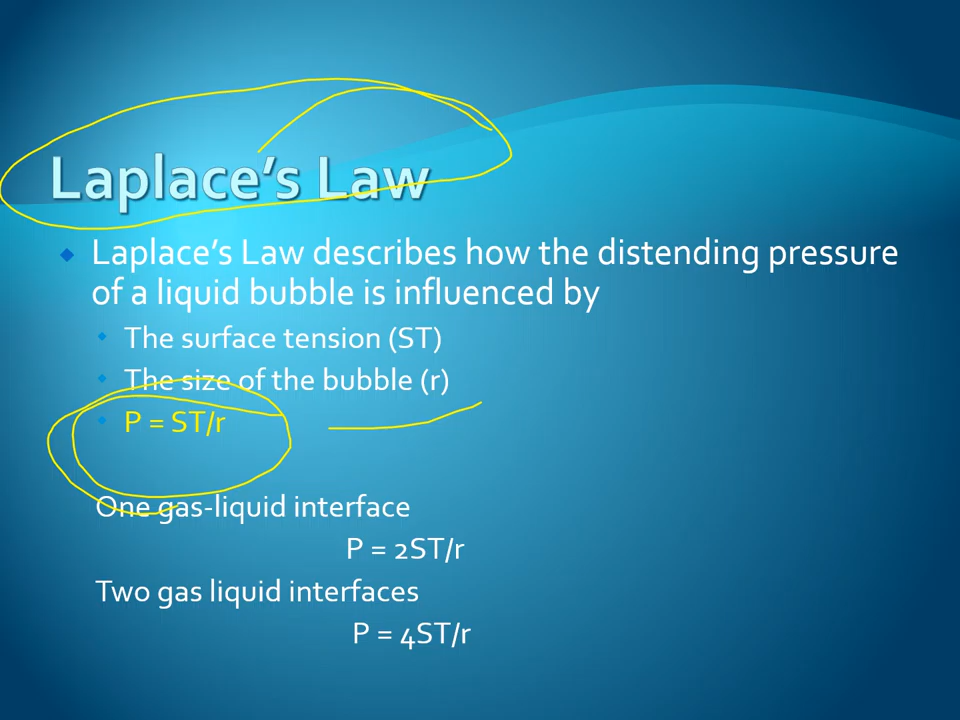 Laplace's Law
Laplace's Law describes how the distending pressure
of a liquid bubble is influenced by
The surface tension (ST)
The size of the bubble (r)
P = ST/r
One gas-liquid interface
P = 2ST/r
Two gas liquid interfaces
P = 4ST/r